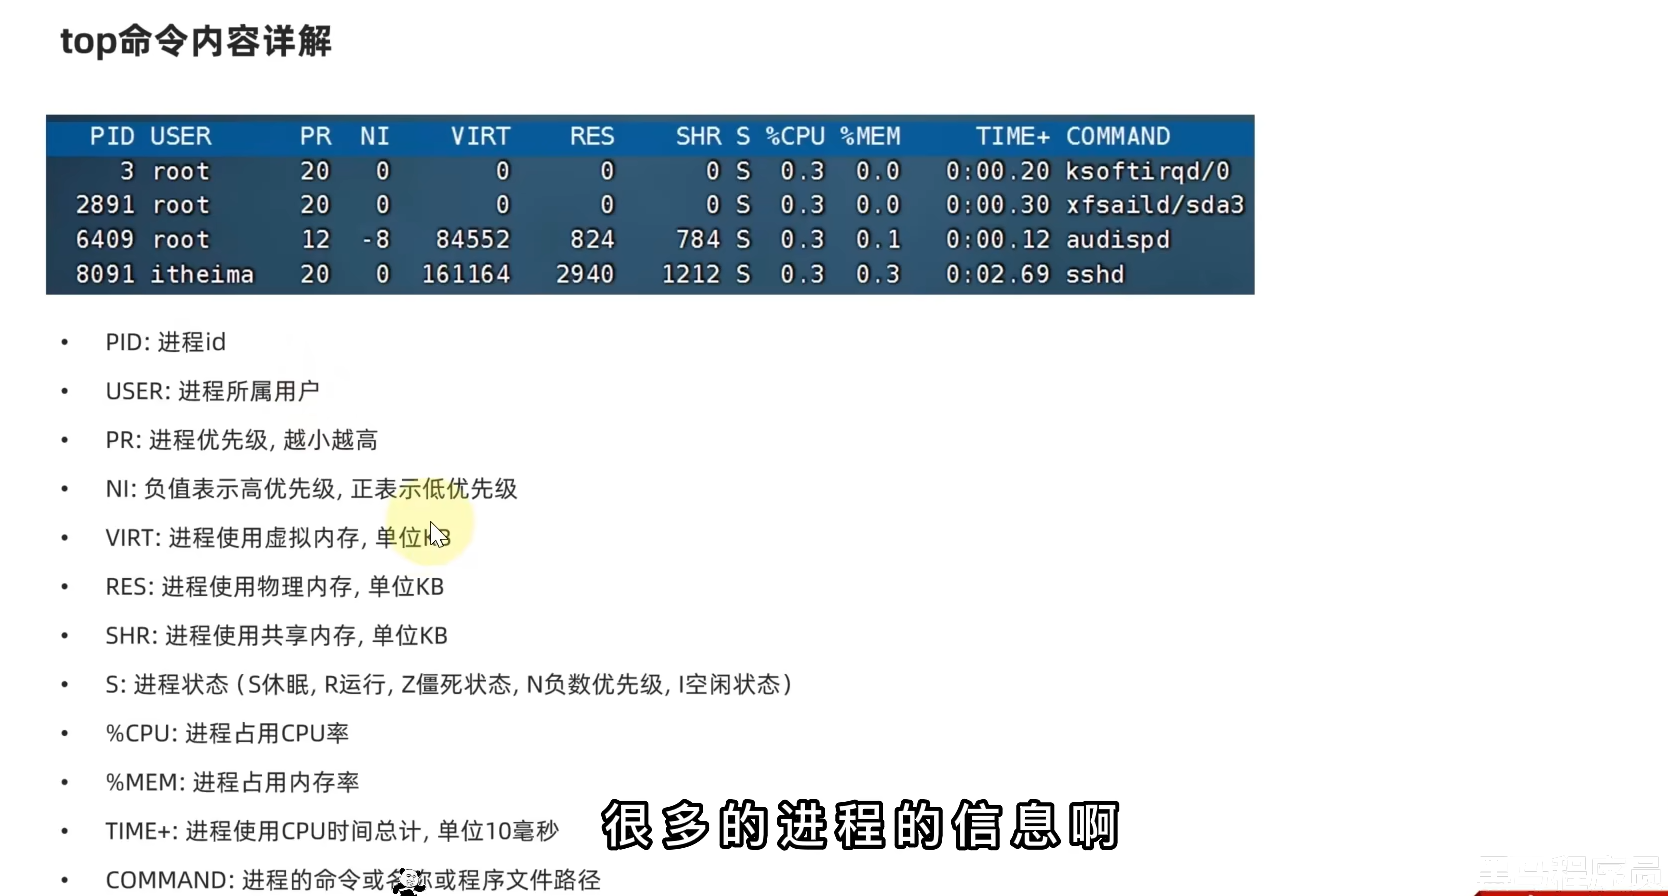 top命令内容详解
PID USER PR NI VIRT RES SHR S %CPU %MEM TIME+ COMMAND
3 root 20 0 0 0 0 S 0.3 0.0 0:00.20 ksoftirqd/0
2891 root 20 0 0 0 0 S 0.3 0.0 0:00.30 xfsaild/sda3
6409 root 12 -8 84552 824 784 S 0.3 0.1 0:00.12 audispd
8091 itheima 20 0 161164 2940 1212 S 0.3 0.3 0:02.69 sshd
• PID: 进程id
• USER: 进程所属用户
• PR: 进程优先级, 越小越高
• NI: 负值表示高优先级, 正表示低优先级
• VIRT: 进程使用虚拟内存, 单位KB
• RES: 进程使用物理内存, 单位KB
• SHR: 进程使用共享内存, 单位KB
• S: 进程状态 (S休眠, R运行, Z僵死状态, N负数优先级, I空闲状态)
• %CPU: 进程占用CPU率
• %MEM: 进程占用内存率
• TIME+: 进程使用CPU时间总计, 单位10毫秒
很多的进程的信息啊
• COMMAND: 进程的命令或名称或程序文件路径